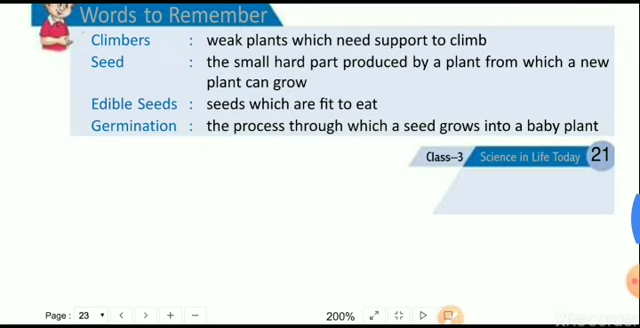 Words to Remember
Climbers : weak plants which need support to climb
Seed : the small hard part produced by a plant from which a new
plant can grow
Edible Seeds : seeds which are fit to eat
Germination : the process through which a seed grows into a baby plant
Class–3 Science in Life Today 21
Page : 23 200%
XRecorder